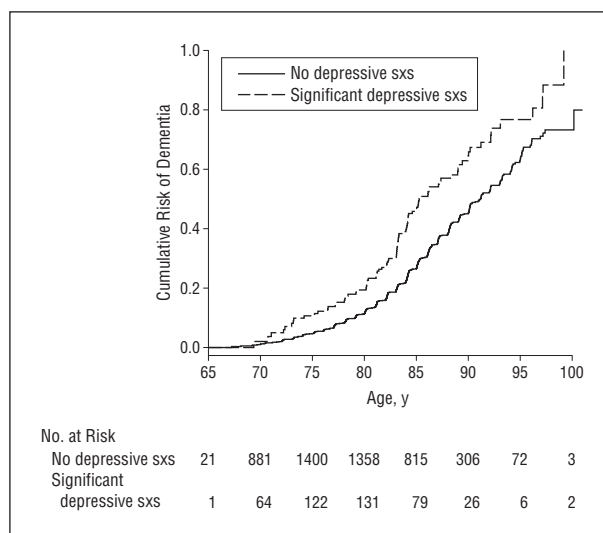 1.0
0.8
0.6
0.4
0.2
0.0
Cumulative Risk of Dementia
No depressive sxs
Significant depressive sxs
65 70 75 80 85 90 95 100
Age, y
No. at Risk
No depressive sxs 21 881 1400 1358 815 306 72 3
Significant
depressive sxs 1 64 122 131 79 26 6 2